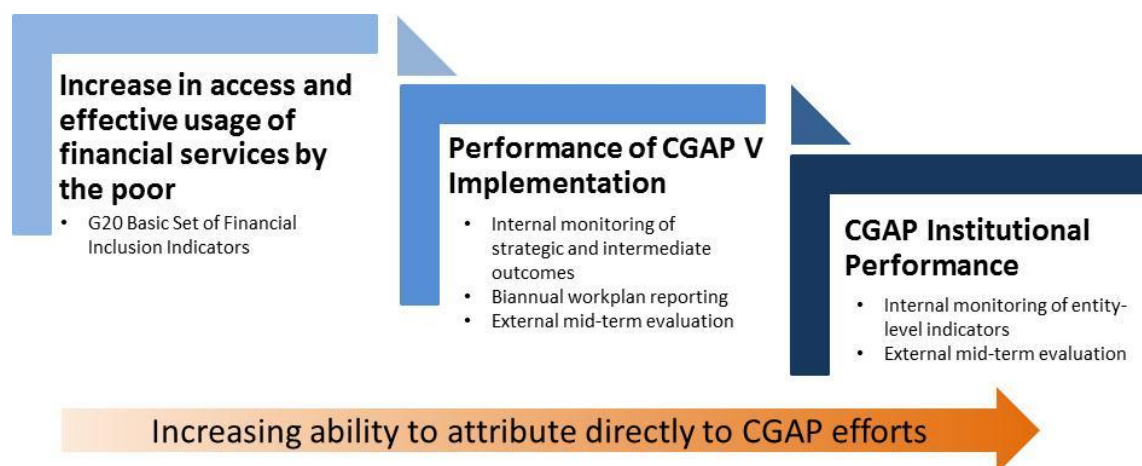 Increase in access and
effective usage of
financial services by
the poor
• G20 Basic Set of Financial
Inclusion Indicators
Performance of CGAP V
Implementation
• Internal monitoring of
strategic and intermediate
outcomes
• Biannual workplan reporting
• External mid-term evaluation
CGAP Institutional
Performance
• Internal monitoring of entity-
level indicators
• External mid-term evaluation
Increasing ability to attribute directly to CGAP efforts